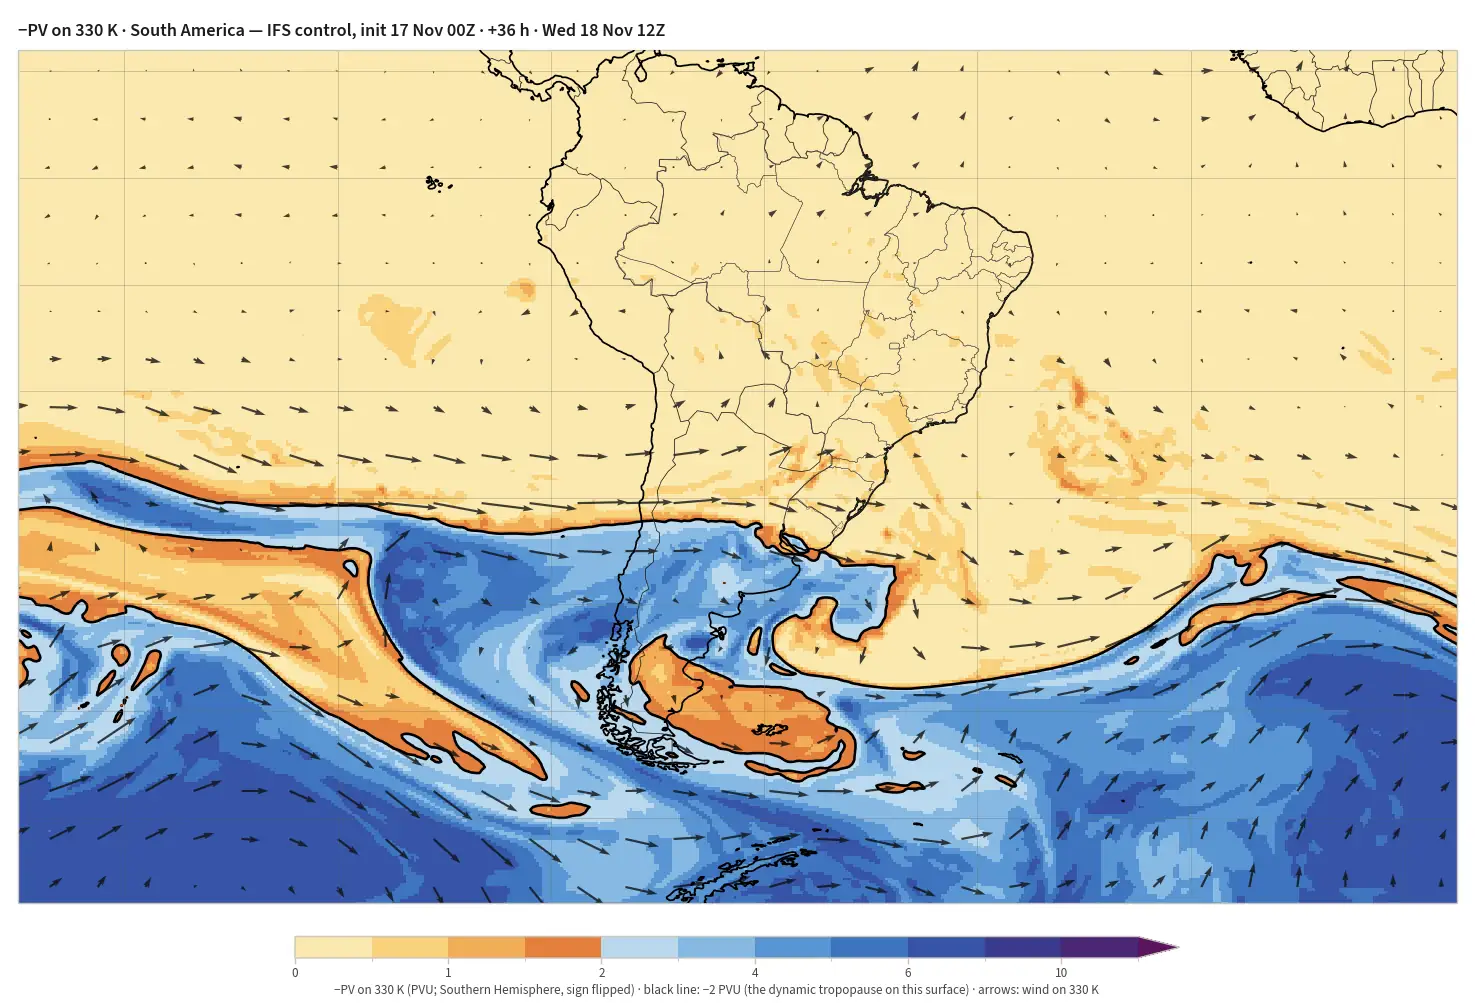 −PV on 330 K · South America — IFS control, init 17 Nov 00Z · +36 h · Wed 18 Nov 12Z
0 1 2 4 6 10
−PV on 330 K (PVU; Southern Hemisphere, sign flipped) · black line: −2 PVU (the dynamic tropopause on this surface) · arrows: wind on 330 K